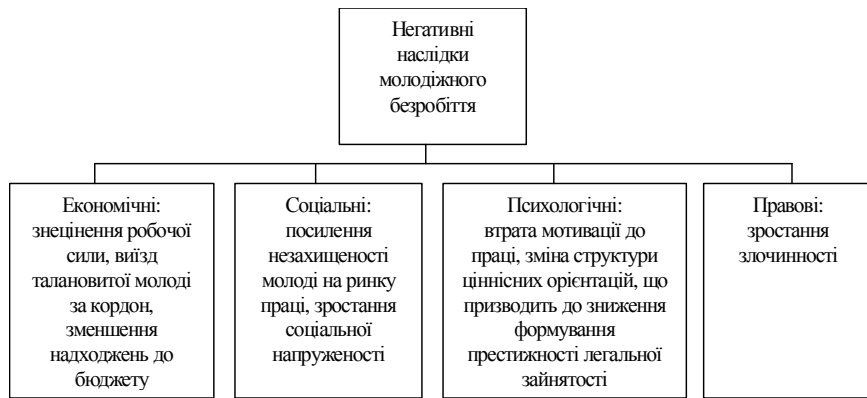 Негативні
наслідки
молодіжного
безробіття
Економічні:
знецінення робочої
сили, виїзд
талановитої молоді
за кордон,
зменшення
надходжень до
бюджету
Соціальні:
посилення
незахищеності
молоді на ринку
праці, зростання
соціальної
напруженості
Психологічні:
втрата мотивації до
праці, зміна структури
ціннісних орієнтацій, що
призводить до зниження
формування
престижності легальної
зайнятості
Правові:
зростання
злочинності